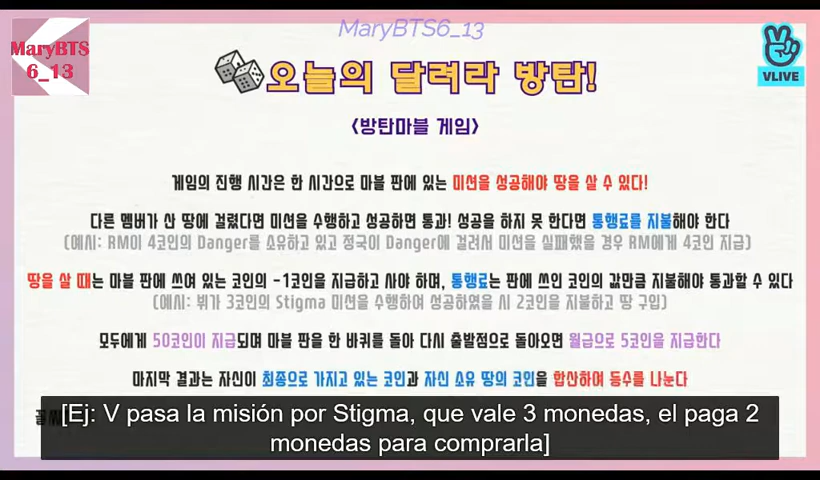 MaryBTS6_13
MaryBTS
6_13
VLIVE
오늘의 달려라 방탄!
<방탄마블 게임>
게임의 진행 시간은 한 시간으로 마블 판에 있는 미션을 성공해야 땅을 살 수 있다!
다른 멤버가 산 땅에 걸렸다면 미션을 수행하고 성공하면 통과! 성공을 하지 못 한다면 통행료를 지불해야 한다
(예시: RM이 4코인의 Danger를 소유하고 있고 정국이 Danger에 걸려서 미션을 실패했을 경우 RM에게 4코인 지급)
땅을 살 때는 마블 판에 쓰여 있는 코인의 -1코인을 지급하고 사야 하며, 통행료는 판에 쓰인 코인의 값만큼 지불해야 통과할 수 있다
(예시: 뷔가 3코인의 Stigma 미션을 수행하여 성공하였을 시 2코인을 지불하고 땅 구입)
모두에게 50코인이 지급되며 마블 판을 한 바퀴를 돌아 다시 출발점으로 돌아오면 월급으로 5코인을 지급한다
마지막 결과는 자신이 최종으로 가지고 있는 코인과 자신 소유 땅의 코인을 합산하여 등수를 나눈다
[Ej: V pasa la misión por Stigma, que vale 3 monedas, el paga 2
monedas para comprarla]